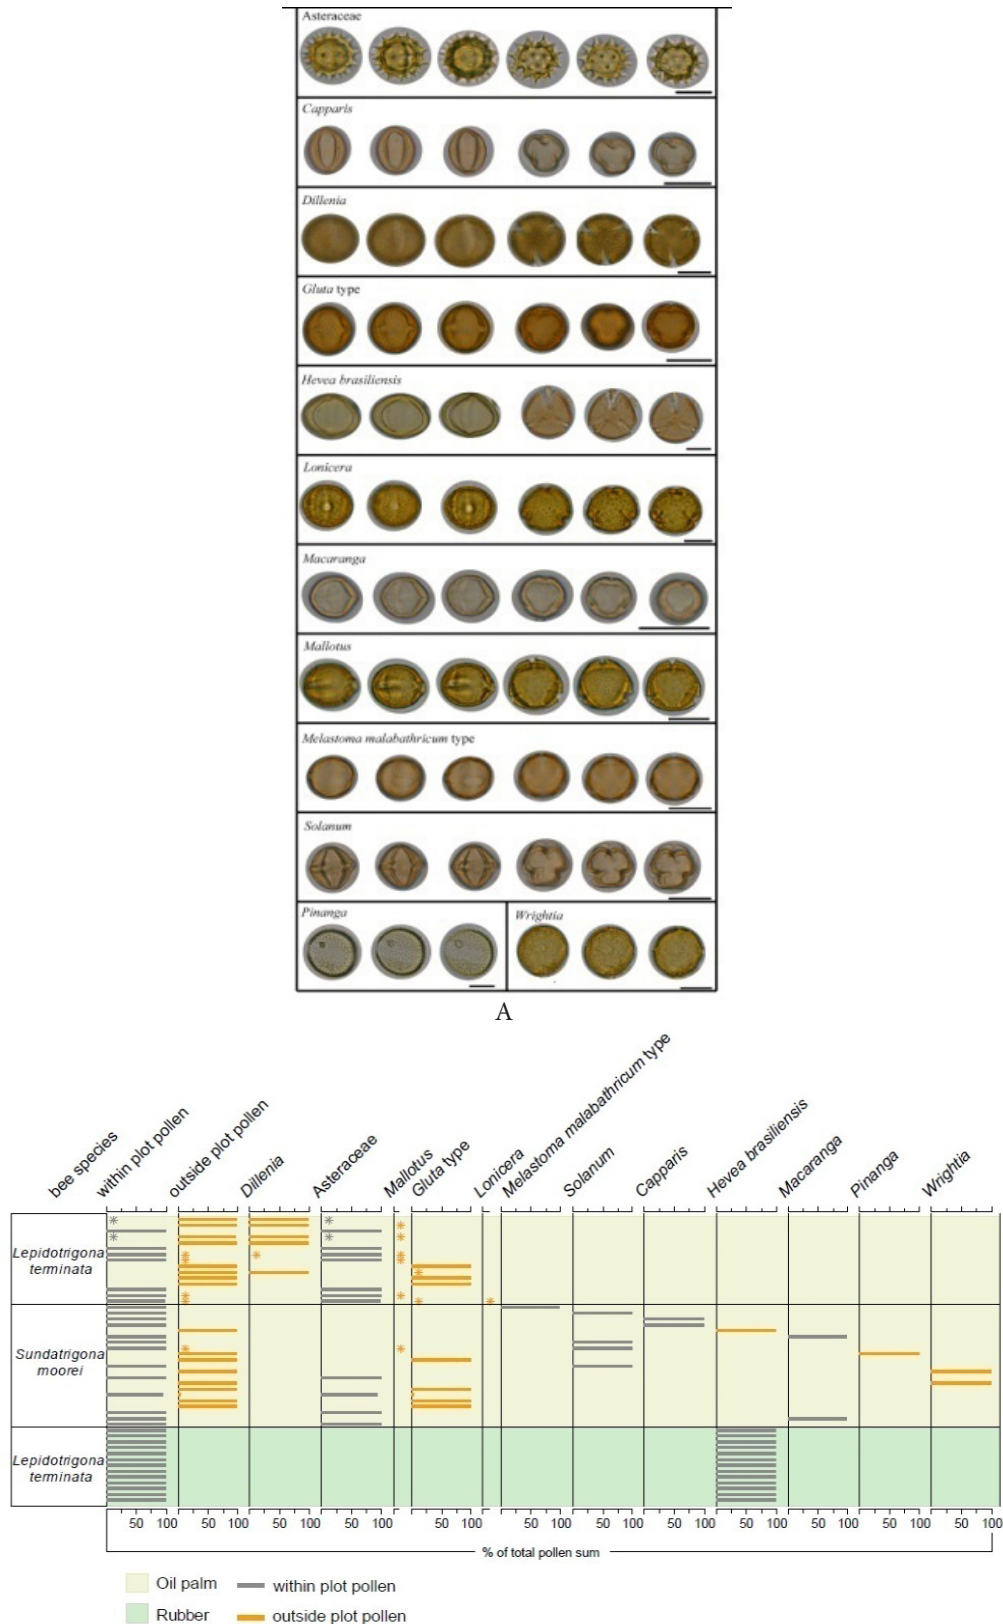 Asteraceae
Capparis
Dillenia
Gluta type
Hevea brasiliensis
Lonicera
Macaranga
Mallotus
Melastoma malabathricum type
Solanum
Pinanga Wrightia
A
bee species within plot pollen outside plot pollen Dillenia Asteraceae Mallotus Gluta type Lonicera Melastoma malabathricum type Solanum Capparis Hevea brasiliensis Macaranga Pinanga Wrightia
Lepidotrigona
terminata
Sundatrigona
moorei
Lepidotrigona
terminata
50 100 50 100 50 100 50 100 50 100 50 100 50 100 50 100 50 100 50 100 50 100 50 100
% of total pollen sum
Oil palm within plot pollen
Rubber outside plot pollen